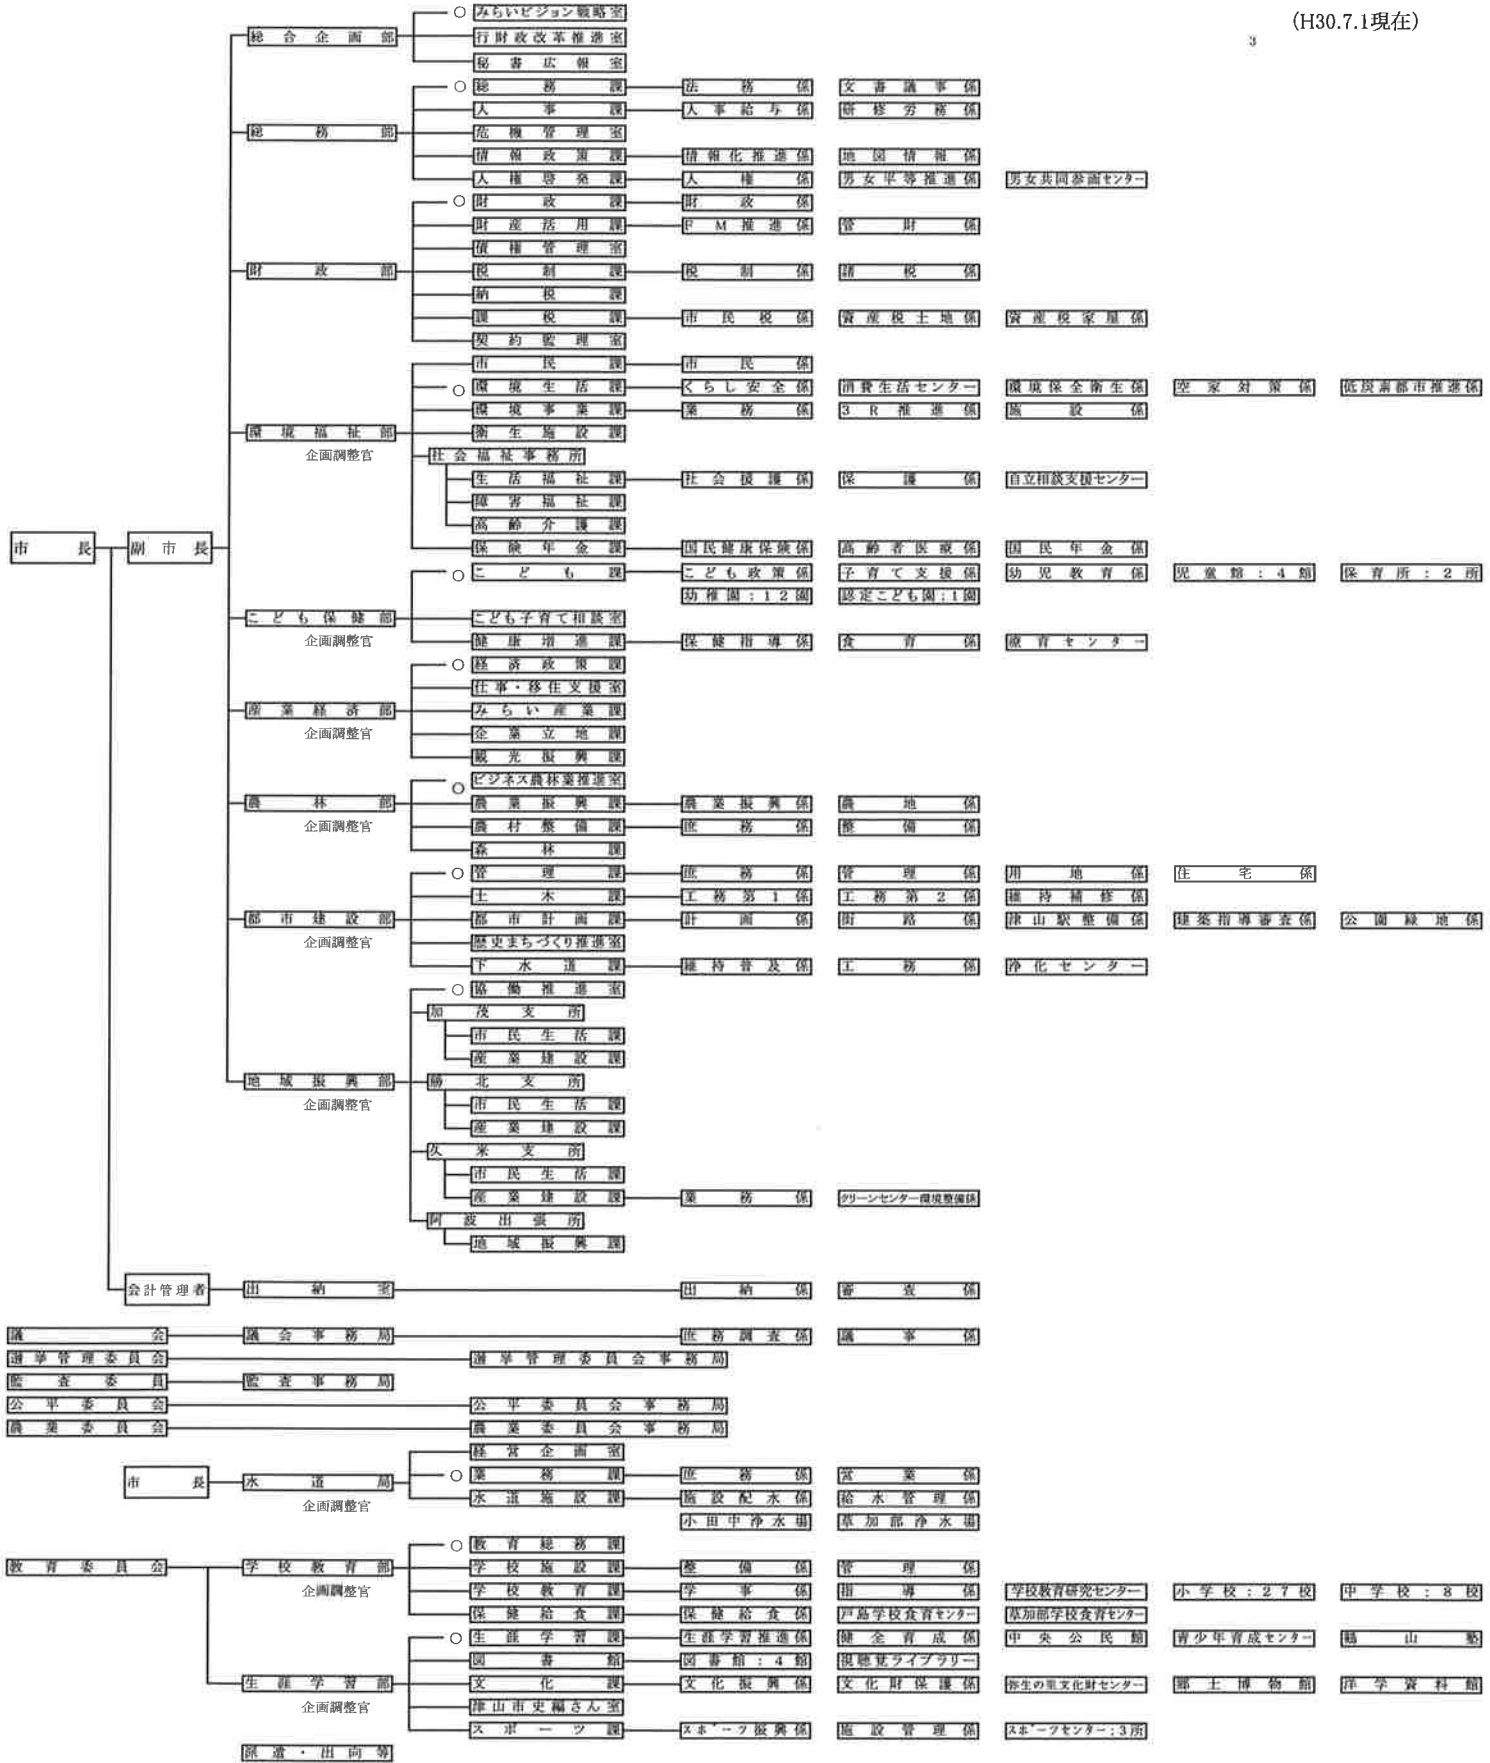 (H30.7.1現在)
3
○ みらいビジョン戦略室
総合企画部 行財政改革推進室
秘書広報室
○ 総務課 法務係 文書議事係
人事課 人事給与係 研修労務係
総務部 危機管理室
情報政策課 情報化推進係 地図情報係
人権啓発課 人権係 男女平等推進係 男女共同参画センター
○ 財政課 財政係
財産活用課 FM推進係 管財係
債権管理室
財政部 税制課 税制係 諸税係
納税課
課税課 市民税係 資産税土地係 資産税家屋係
契約監理室
市民課 市民係
○ 環境生活課 くらし安全係 消費生活センター 環境保全衛生係 空家対策係 低炭素都市推進係
環境事業課 業務係 3R推進係 施設係
環境福祉部 衛生施設課
企画調整官 社会福祉事務所
生活福祉課 社会援護係 保護係 自立相談支援センター
障害福祉課
高齢介護課
市長 副市長 保険年金課 国民健康保険係 高齢者医療係 国民年金係
○ こども課 こども政策係 子育て支援係 幼児教育係 児童館:4館 保育所:2所
幼稚園:12園 認定こども園:1園
こども保健部 こども子育て相談室
企画調整官 健康増進課 保健指導係 食育係 療育センター
○ 経済政策課
仕事・移住支援室
産業経済部 みらい産業課
企画調整官 企業立地課
観光振興課
○ ビジネス農林業推進室
農林部 農業振興課 農業振興係 農地係
企画調整官 農村整備課 庶務係 整備係
森林課
○ 管理課 庶務係 管理係 用地係 住宅係
土木課 工務第1係 工務第2係 維持補修係
都市建設部 都市計画課 計画係 街路係 津山駅整備係 建築指導審査係 公園緑地係
企画調整官 歴史まちづくり推進室
下水道課 維持普及係 工務係 浄化センター
○ 協働推進室
加茂支所
市民生活課
産業建設課
地域振興部 勝北支所
企画調整官 市民生活課
産業建設課
久米支所
市民生活課
産業建設課 業務係 クリーンセンター環境整備係
阿波出張所
地域振興課
会計管理者 出納室 出納係 審査係
議会 議会事務局 庶務調査係 議事係
選挙管理委員会 選挙管理委員会事務局
監査委員 監査事務局
公平委員会 公平委員会事務局
農業委員会 農業委員会事務局
経営企画室
市長 水道局 ○ 業務課 庶務係 営業係
企画調整官 水道施設課 施設配水係 給水管理係
小田中浄水場 草加部浄水場
○ 教育総務課
教育委員会 学校教育部 学校施設課 整備係 管理係
企画調整官 学校教育課 学事係 指導係 学校教育研究センター 小学校:27校 中学校:8校
保健給食課 保健給食係 戸島学校食育センター 草加部学校食育センター
○ 生涯学習課 生涯学習推進係 健全育成係 中央公民館 青少年育成センター 鶴山塾
図書館 図書館:4館 視聴覚ライブラリー
生涯学習部 文化課 文化振興係 文化財保護係 弥生の里文化財センター 郷土博物館 洋学資料館
企画調整官 津山市史編さん室
スポーツ課 スポーツ振興係 施設管理係 スポーツセンター:3所
派遣・出向等